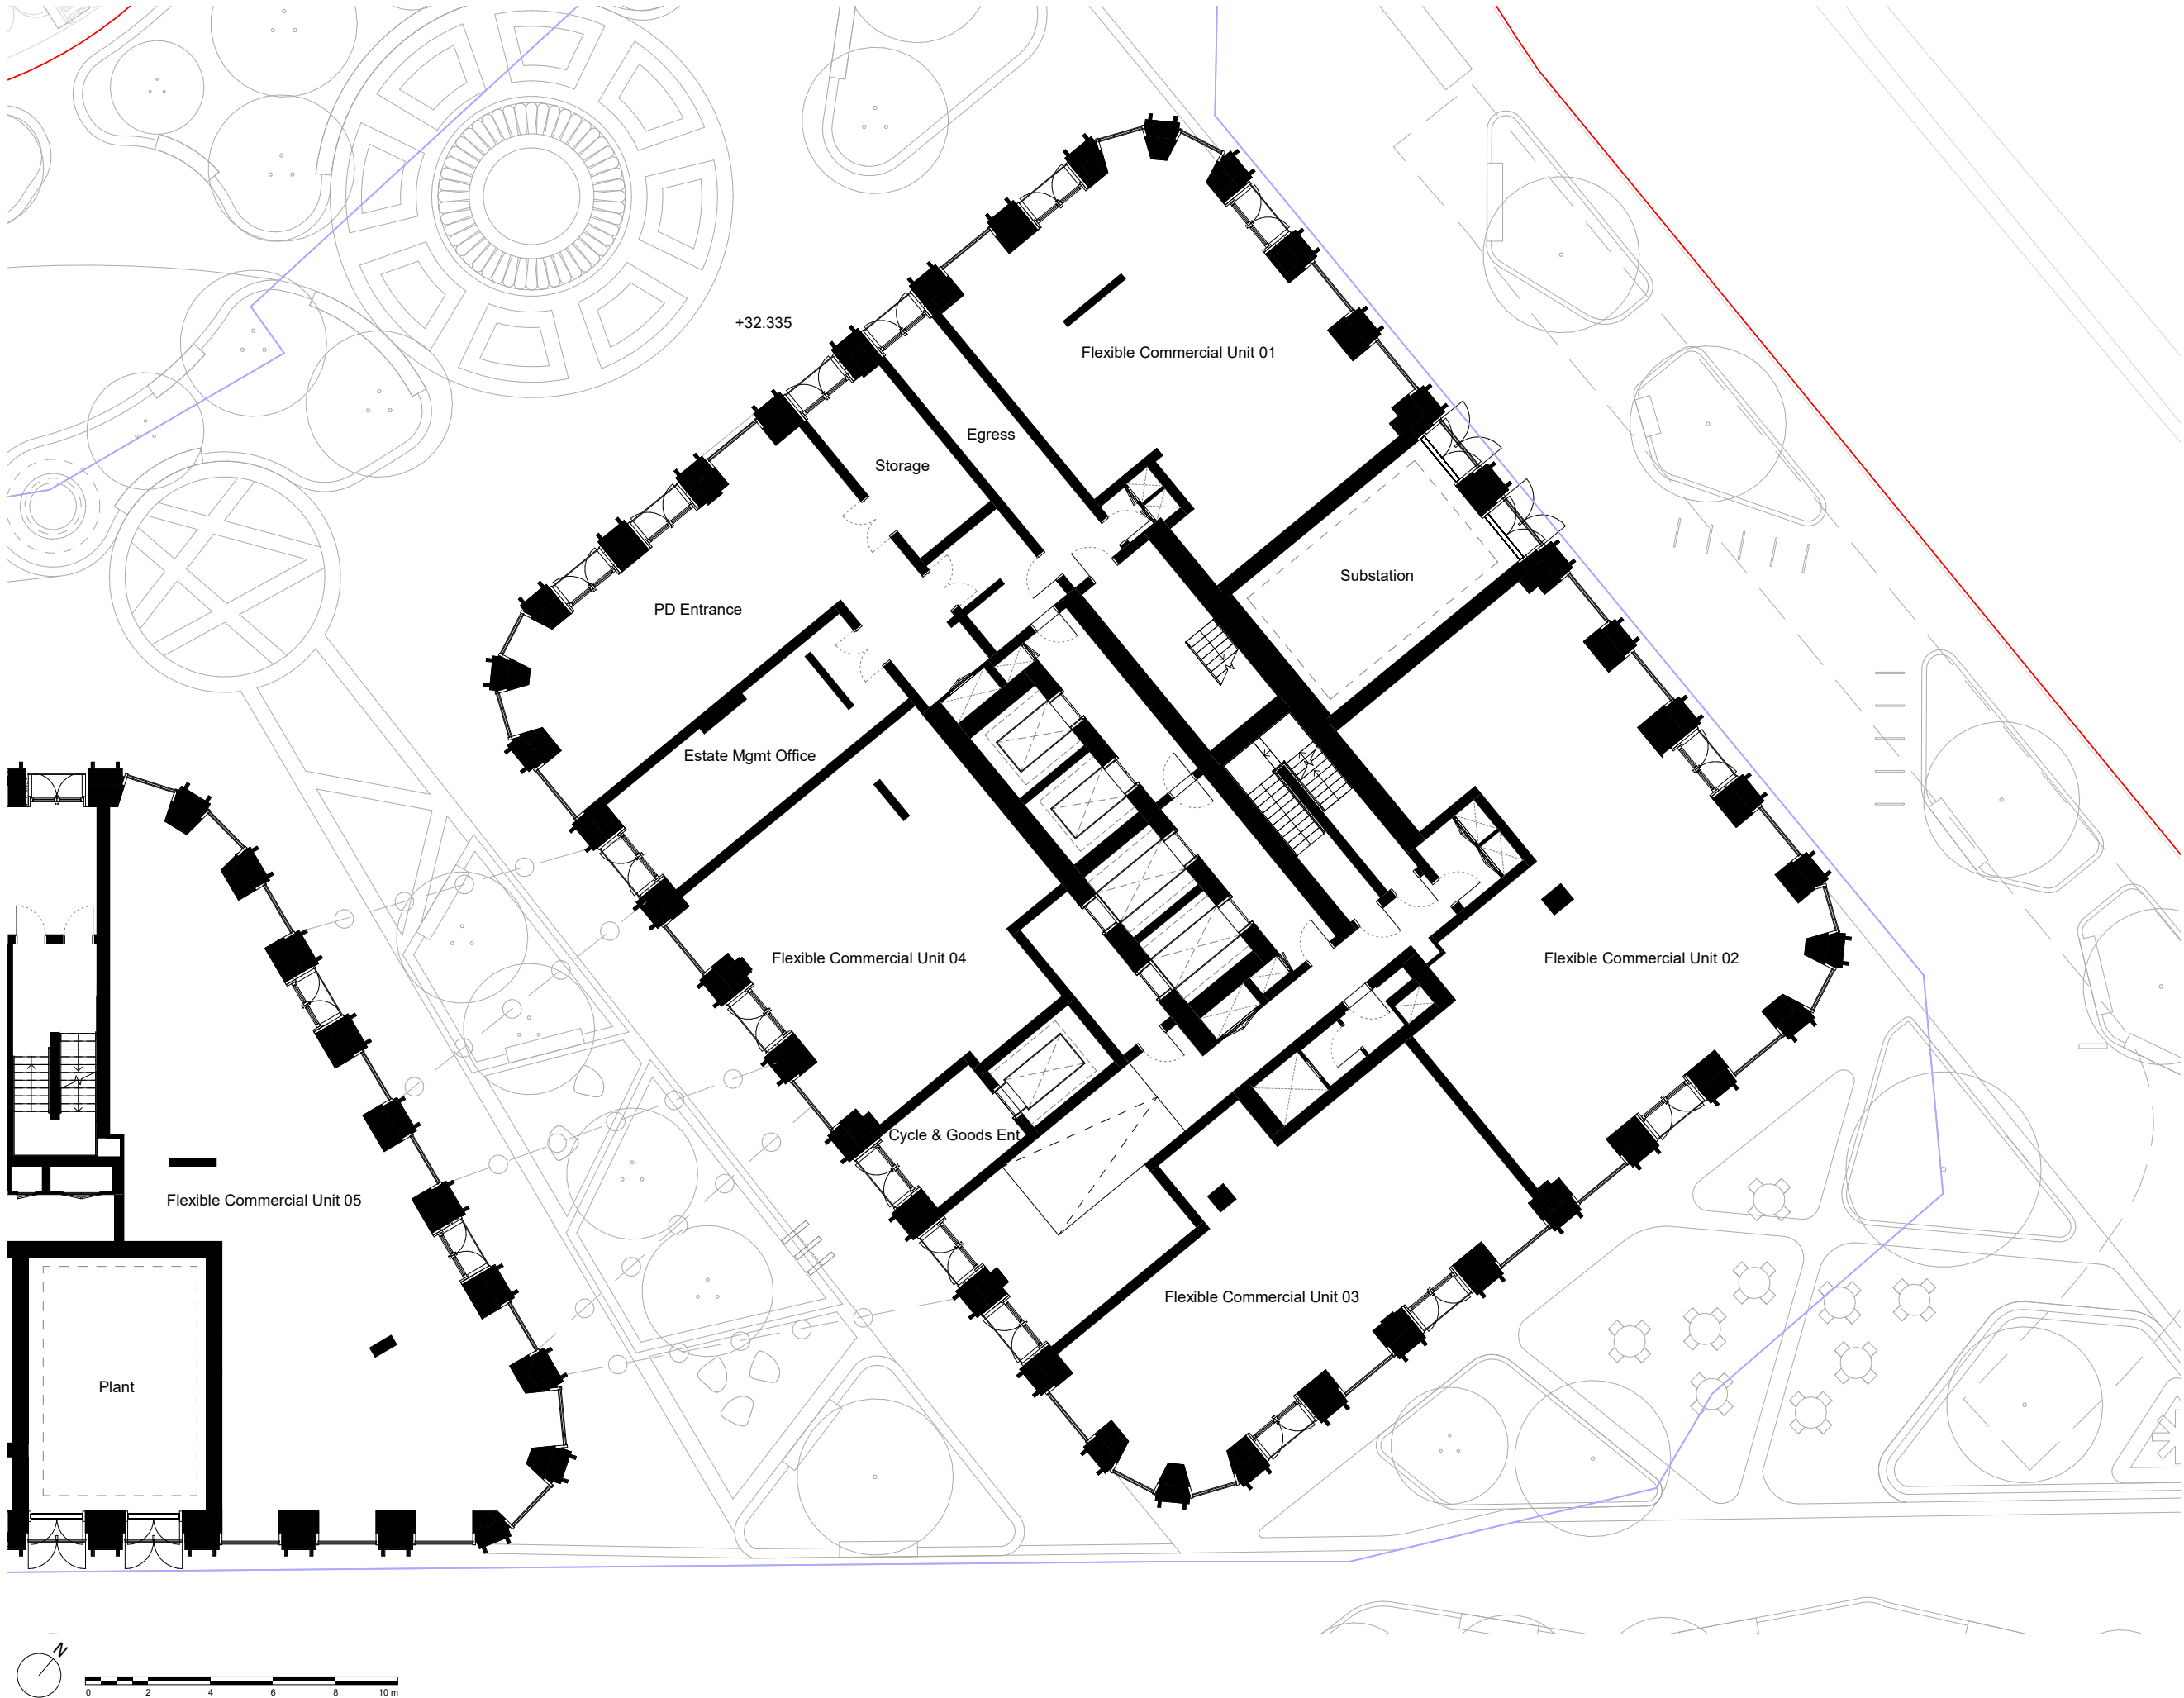 +32.335
Flexible Commercial Unit 01
Egress
Storage
Substation
PD Entrance
Estate Mgmt Office
Flexible Commercial Unit 04
Flexible Commercial Unit 02
Cycle & Goods Ent
Flexible Commercial Unit 05
Flexible Commercial Unit 03
Plant
N
0 2 4 6 8 10 m